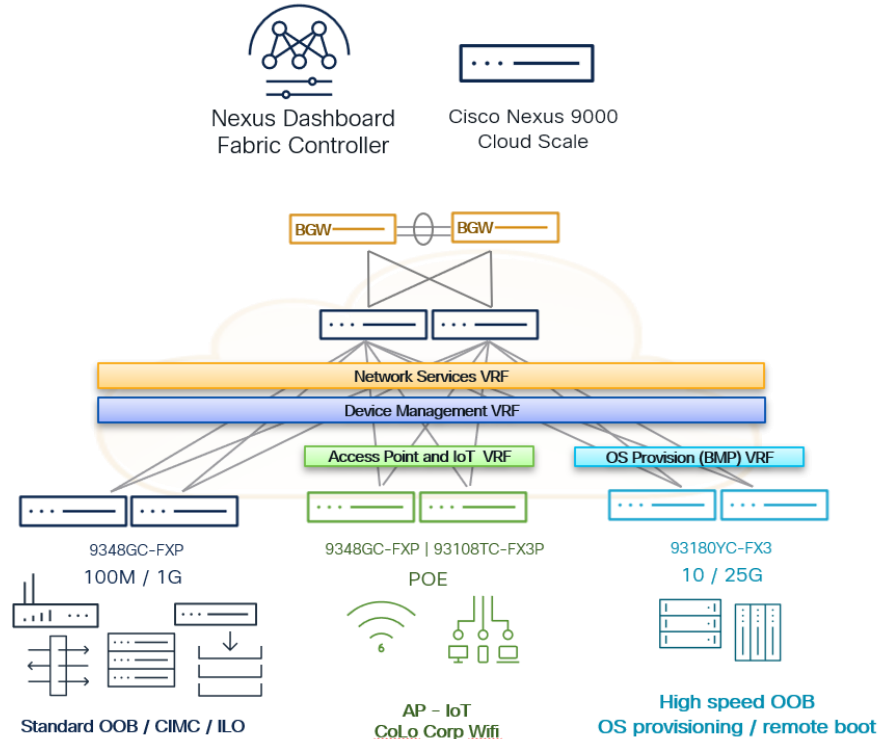 Nexus Dashboard
Fabric Controller
Cisco Nexus 9000
Cloud Scale
BGW
BGW
Network Services VRF
Device Management VRF
Access Point and IoT VRF
OS Provision (BMP) VRF
9348GC-FXP
100M / 1G
9348GC-FXP | 93108TC-FX3P
POE
93180YC-FX3
10 / 25G
6
Standard OOB / CIMC / ILO
AP - IoT
CoLo Corp Wifi
High speed OOB
OS provisioning / remote boot